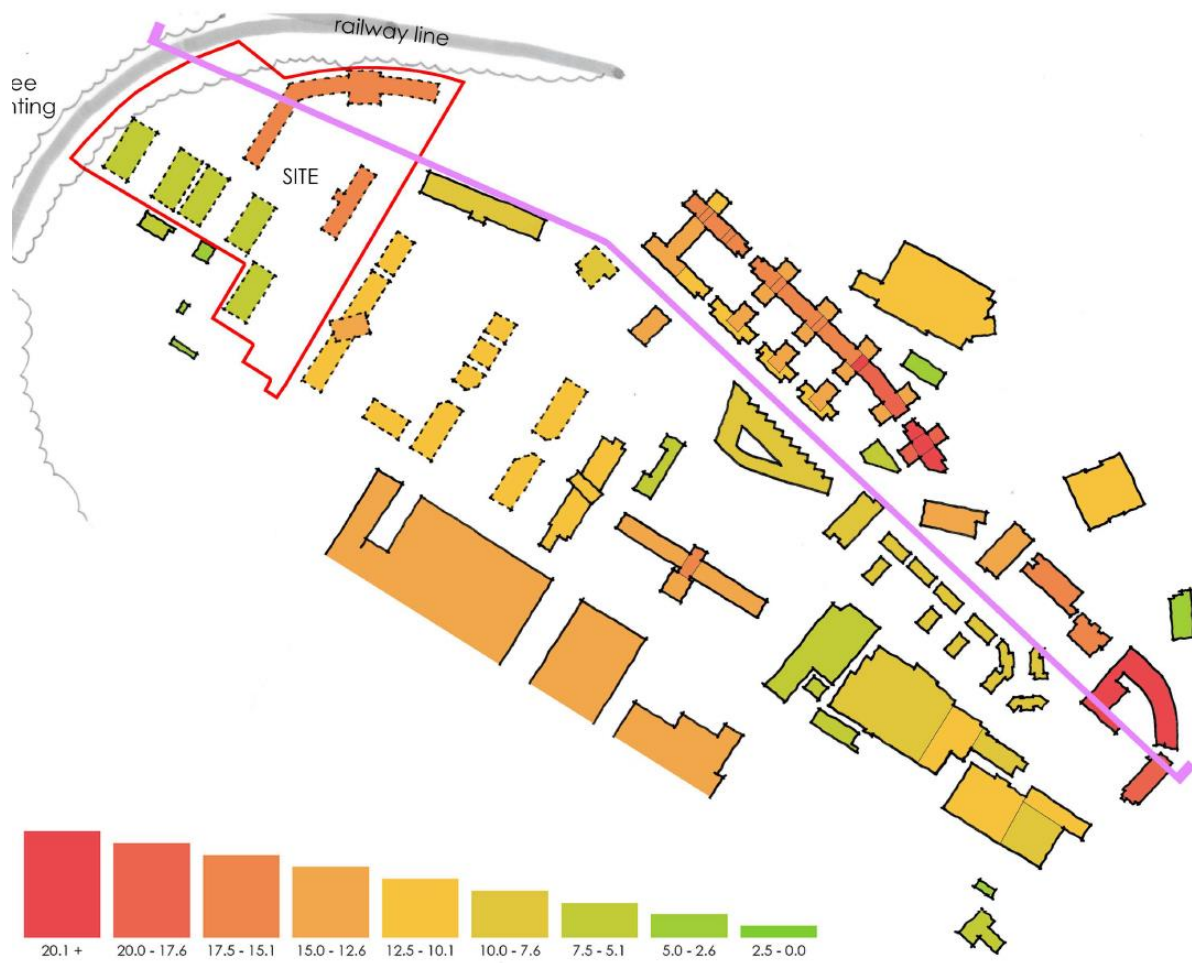 railway line
ee
nting
SITE
20.1 +
20.0 - 17.6
17.5 - 15.1
15.0 - 12.6
12.5 - 10.1
10.0 - 7.6
7.5 - 5.1
5.0 - 2.6
2.5 - 0.0